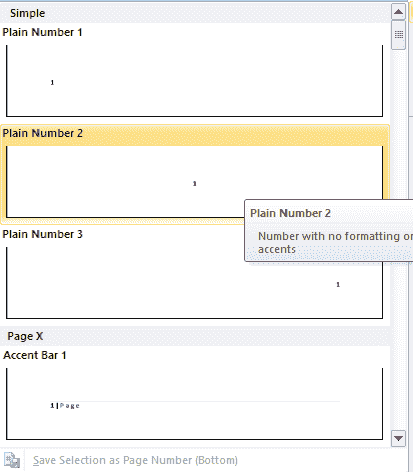 Simple
Plain Number 1
1
Plain Number 2
1
Plain Number 2
Number with no formatting or
accents
Plain Number 3
1
Page X
Accent Bar 1
1|Page
Save Selection as Page Number (Bottom)